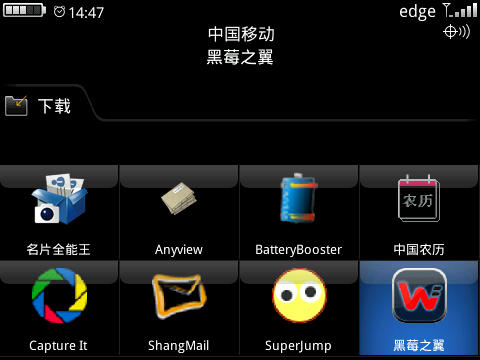 14:47
edge
中国移动
黑莓之翼
下载
名片全能王
Anyview
BatteryBooster
农历
中国农历
Capture It
ShangMail
SuperJump
黑莓之翼